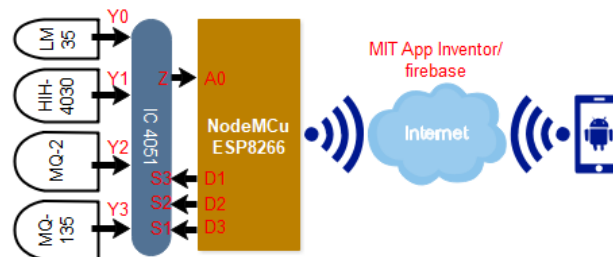 LM
35
Y0
HIH-
4030
Y1
MQ-2
Y2
MQ-
135
Y3
IC 4051
Z
S3
S2
S1
A0
NodeMCu
ESP8266
D1
D2
D3
MIT App Inventor/
firebase
Internet